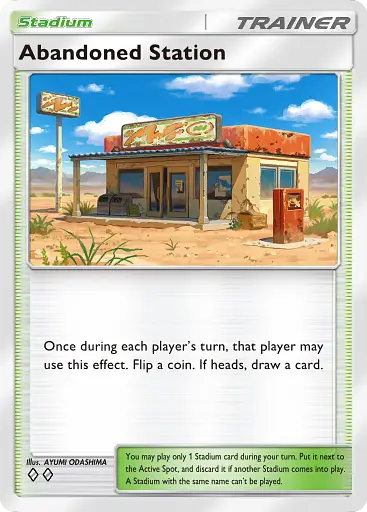 Stadium
TRAINER
Abandoned Station
Once during each player's turn, that player may
use this effect. Flip a coin. If heads, draw a card.
Illus. AYUMI ODASHIMA
You may play only 1 Stadium card during your turn. Put it next to
the Active Spot, and discard it if another Stadium comes into play.
A Stadium with the same name can't be played.